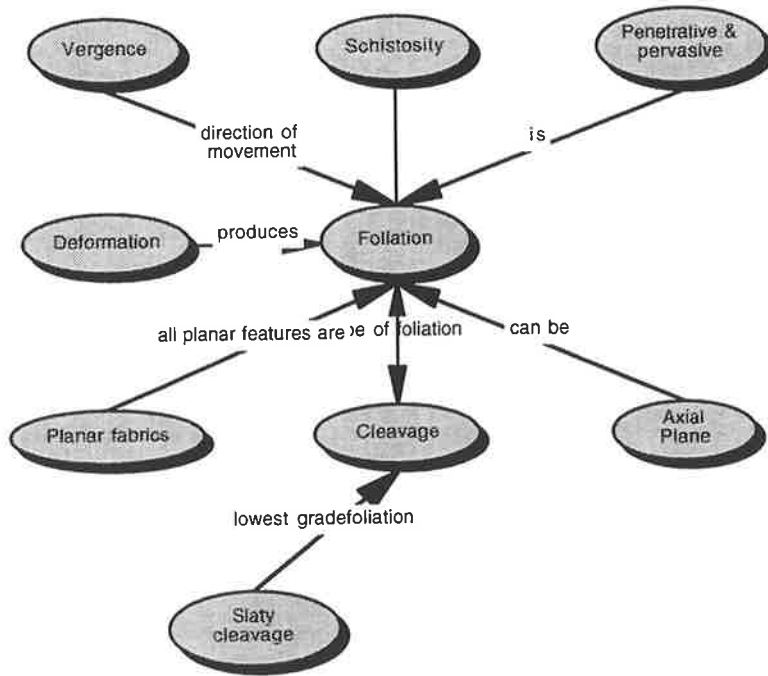 Vergence
Schistosity
Penetrative &
pervasive
direction of
movement
is
Deformation
produces
Foliation
all planar features are
of foliation
can be
Planar fabrics
Cleavage
Axial
Plane
lowest gradefoliation
Slaty
cleavage